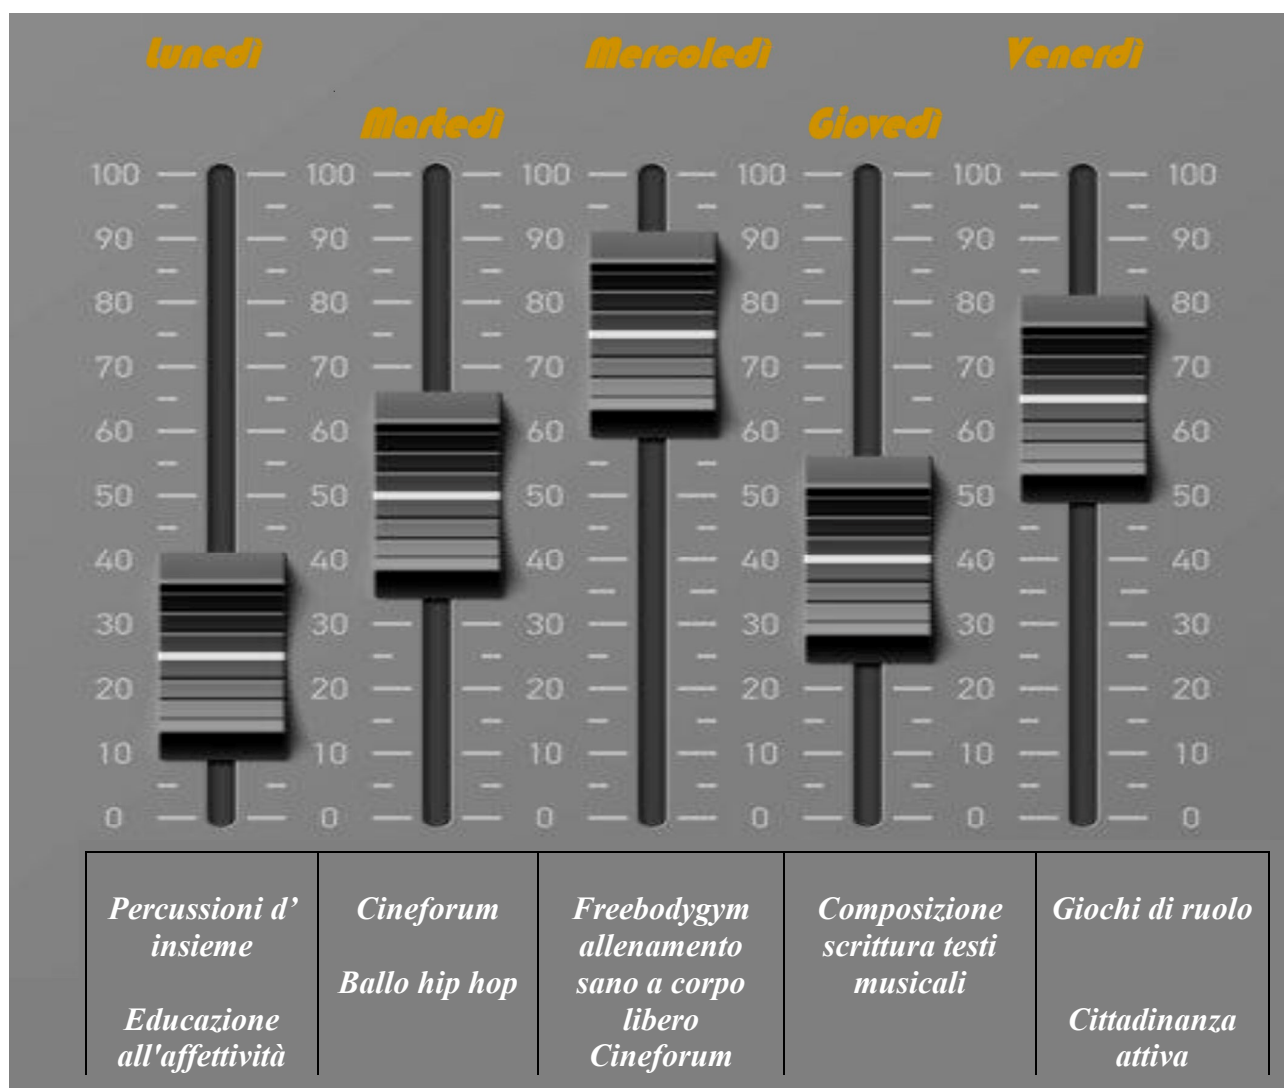 Lunedì
Mercoledì
Venerdì
Martedì
Giovedì
100 100 100 100 100 100
90 90 90 90 90 90
80 80 80 80 80 80
70 70 70 70 70 70
60 60 60 60 60 60
50 50 50 50 50 50
40 40 40 40 40 40
30 30 30 30 30 30
20 20 20 20 20 20
10 10 10 10 10 10
0 0 0 0 0 0
Percussioni d’
insieme
Educazione
all'affettività
Cineforum
Ballo hip hop
Freebodygym
allenamento
sano a corpo
libero
Cineforum
Composizione
scrittura testi
musicali
Giochi di ruolo
Cittadinanza
attiva